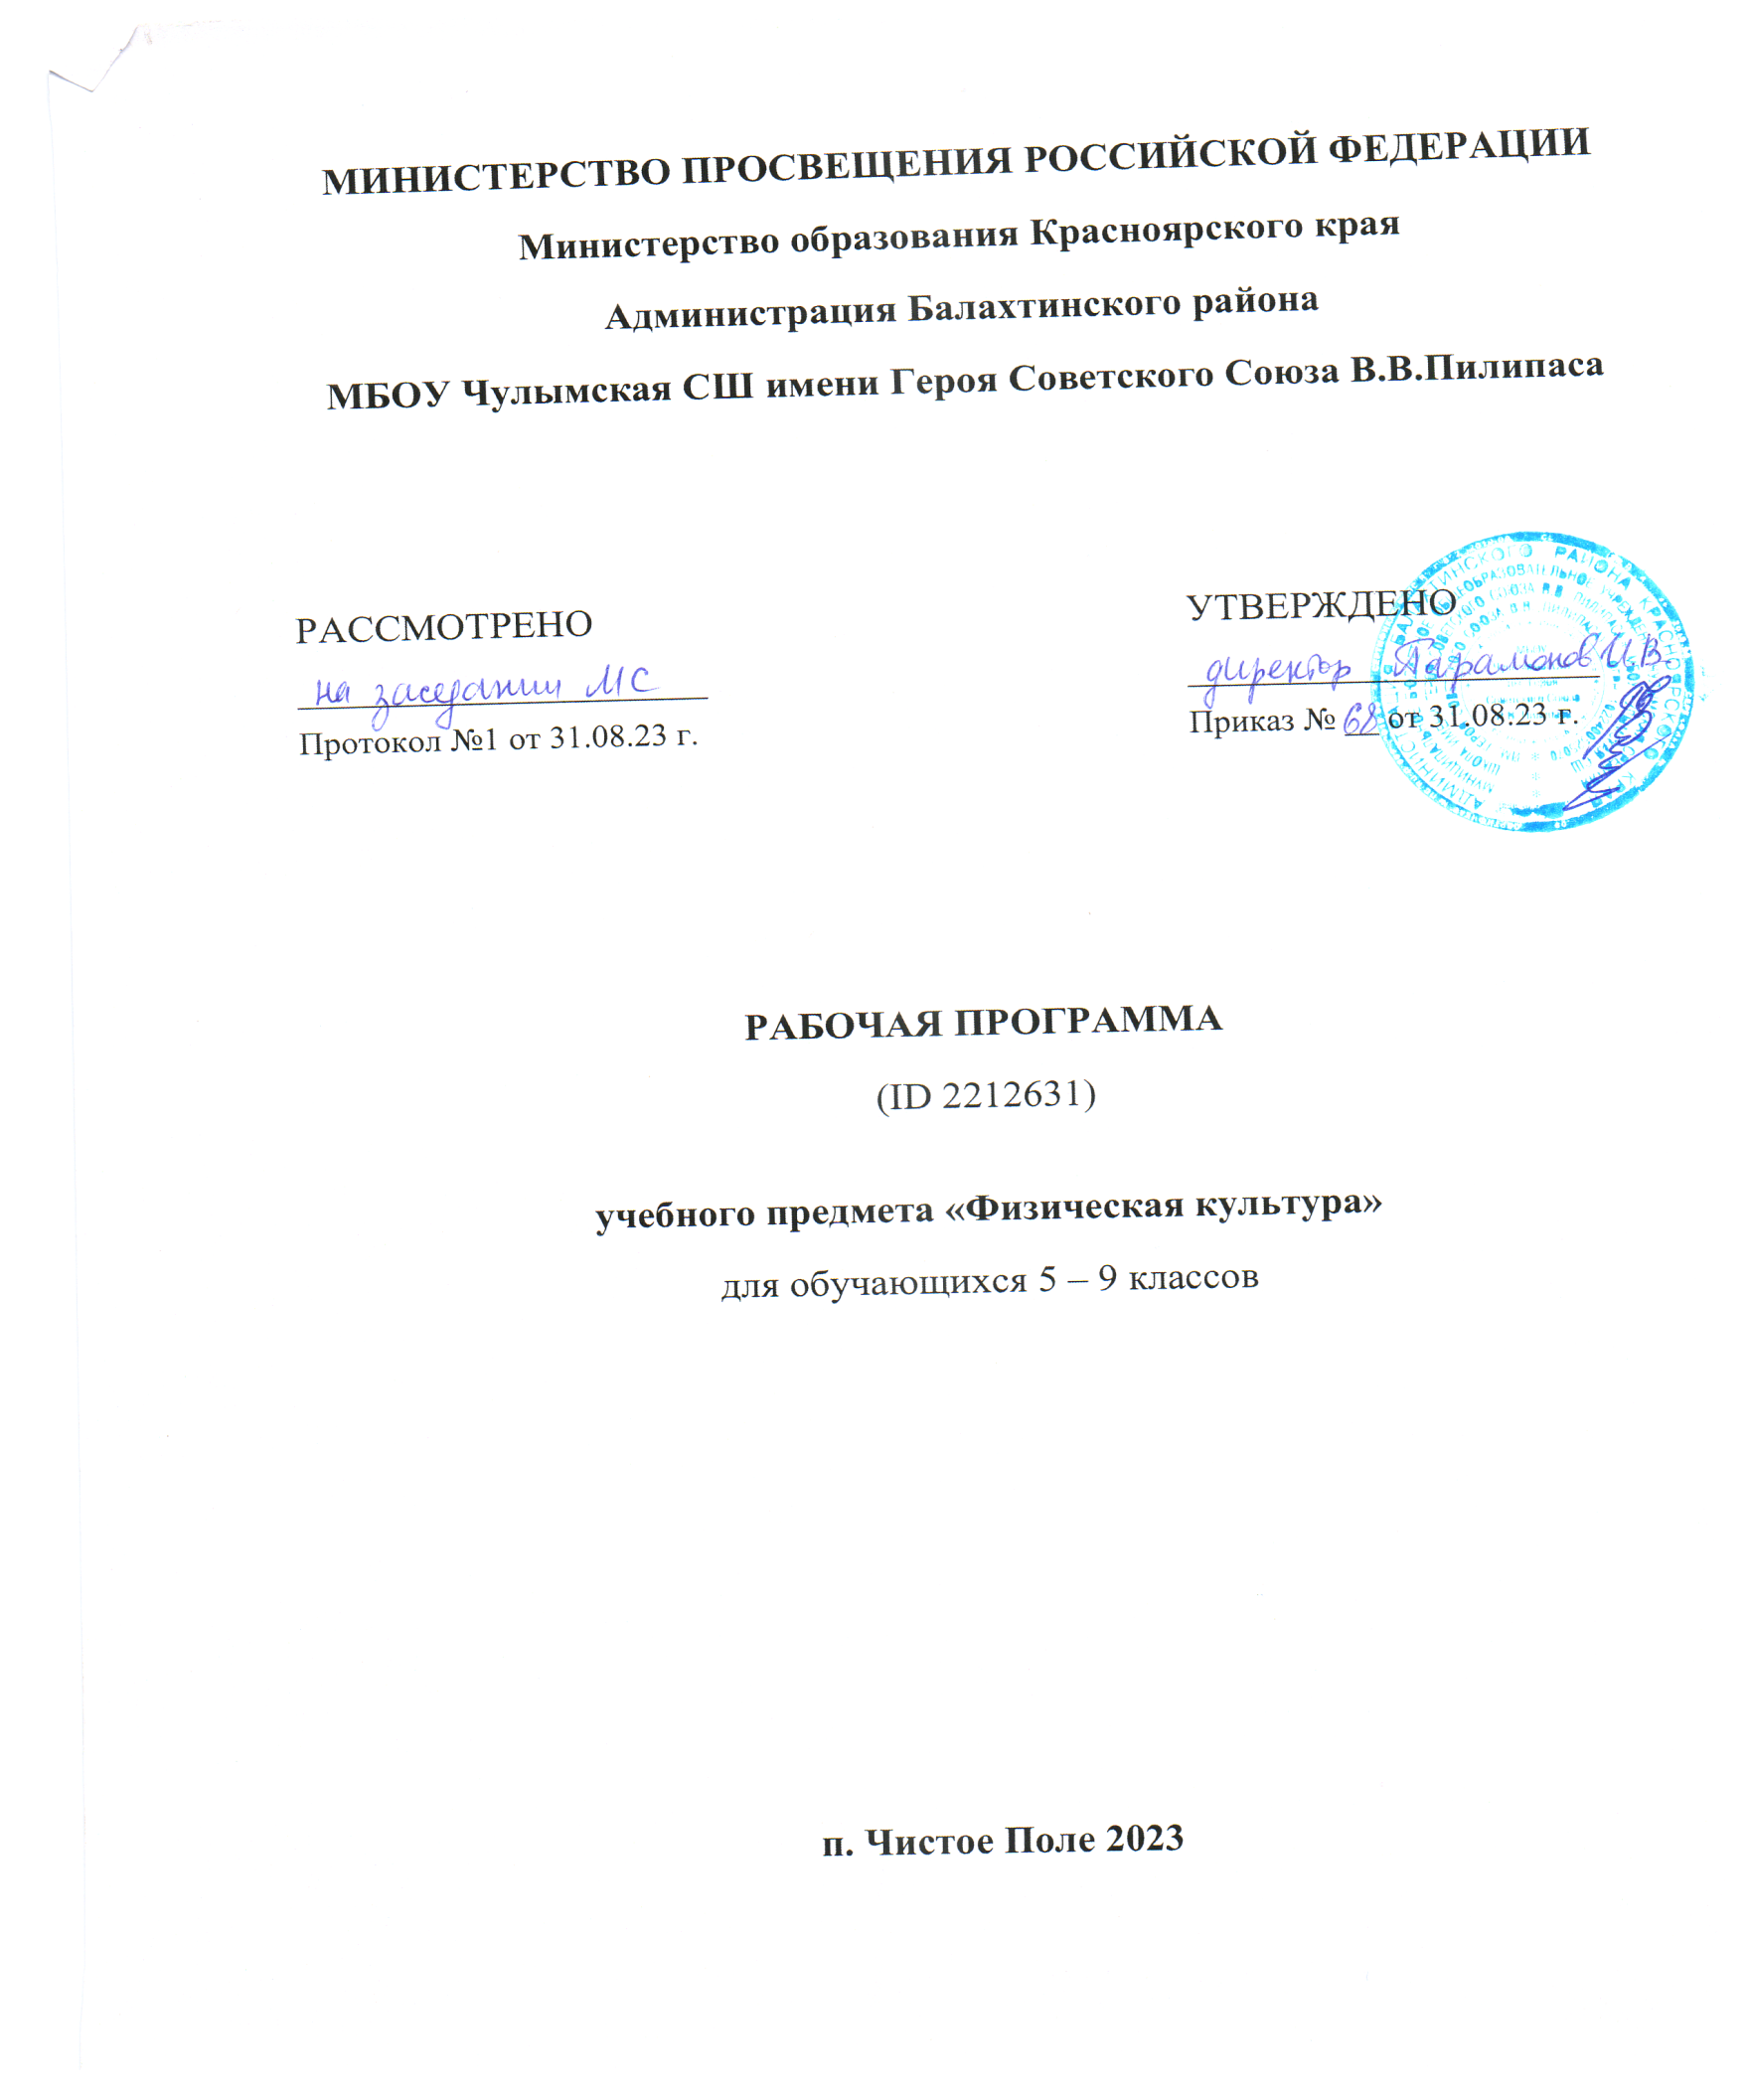 МИНИСТЕРСТВО ПРОСВЕЩЕНИЯ РОССИЙСКОЙ ФЕДЕРАЦИИ
Министерство образования Красноярского края
Администрация Балахтинского района
МБОУ Чулымская СШ имени Героя Советского Союза В.В.Пилипаса
РАССМОТРЕНО
на заседании МС
Протокол №1 от 31.08.23 г.
УТВЕРЖДЕНО
директор Парамонов И.В.
Приказ № 68 от 31.08.23 г.
РАБОЧАЯ ПРОГРАММА
(ID 2212631)
учебного предмета «Физическая культура»
для обучающихся 5 – 9 классов
п. Чистое Поле 2023